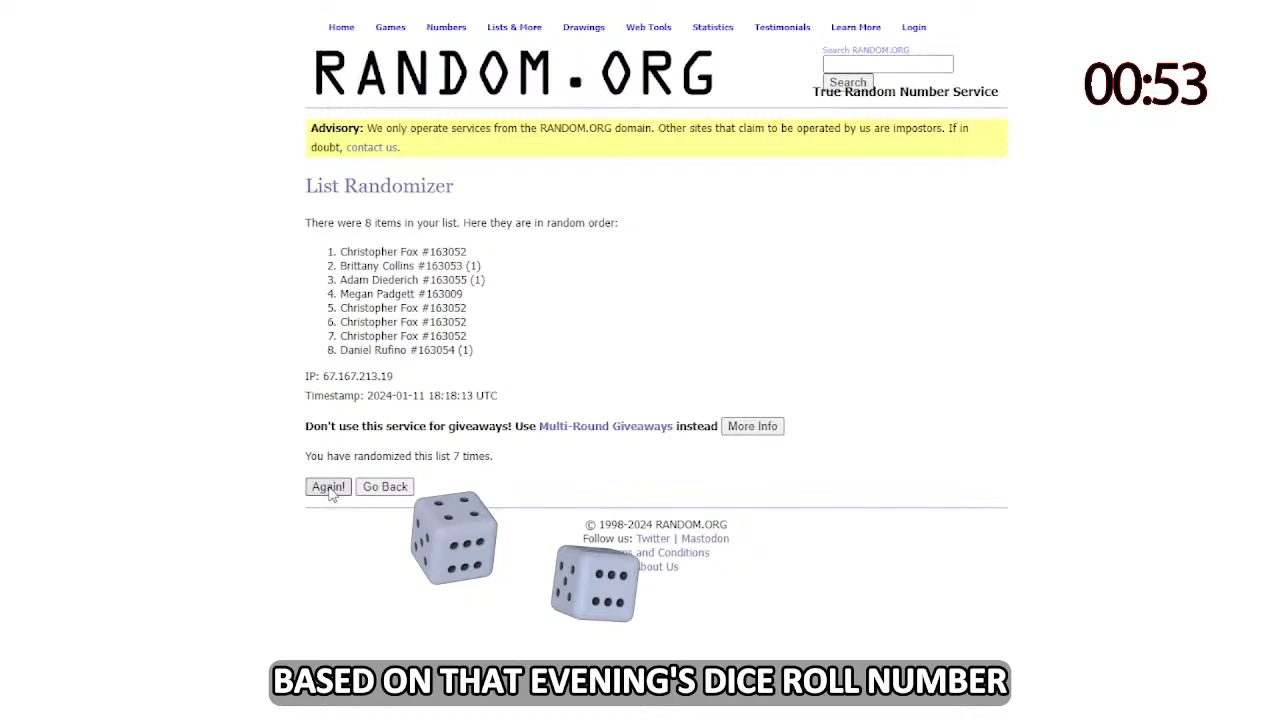 Home Games Numbers Lists & More Drawings Web Tools Statistics Testimonials Learn More Login
RANDOM.ORG
Search RANDOM.ORG
Search
True Random Number Service
00:53
Advisory: We only operate services from the RANDOM.ORG domain. Other sites that claim to be operated by us are impostors. If in
doubt, contact us.
List Randomizer
There were 8 items in your list. Here they are in random order:
1. Christopher Fox #163052
2. Brittany Collins #163053 (1)
3. Adam Diederich #163055 (1)
4. Megan Padgett #163009
5. Christopher Fox #163052
6. Christopher Fox #163052
7. Christopher Fox #163052
8. Daniel Rufino #163054 (1)
IP: 67.167.213.19
Timestamp: 2024-01-11 18:18:13 UTC
Don't use this service for giveaways! Use Multi-Round Giveaways instead More Info
You have randomized this list 7 times.
Again! Go Back
© 1998-2024 RANDOM.ORG
Follow us: Twitter | Mastodon
and Conditions
Us
BASED ON THAT EVENING'S DICE ROLL NUMBER